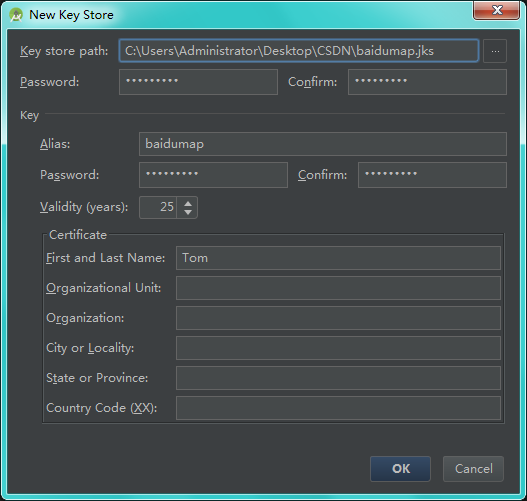 New Key Store
Key store path: C:\Users\Administrator\Desktop\CSDN\baidumap.jks ...
Password: ••••••••• Confirm: •••••••••
Key
Alias: baidumap
Password: ••••••••• Confirm: •••••••••
Validity (years): 25
Certificate
First and Last Name: Tom
Organizational Unit:
Organization:
City or Locality:
State or Province:
Country Code (XX):
OK Cancel